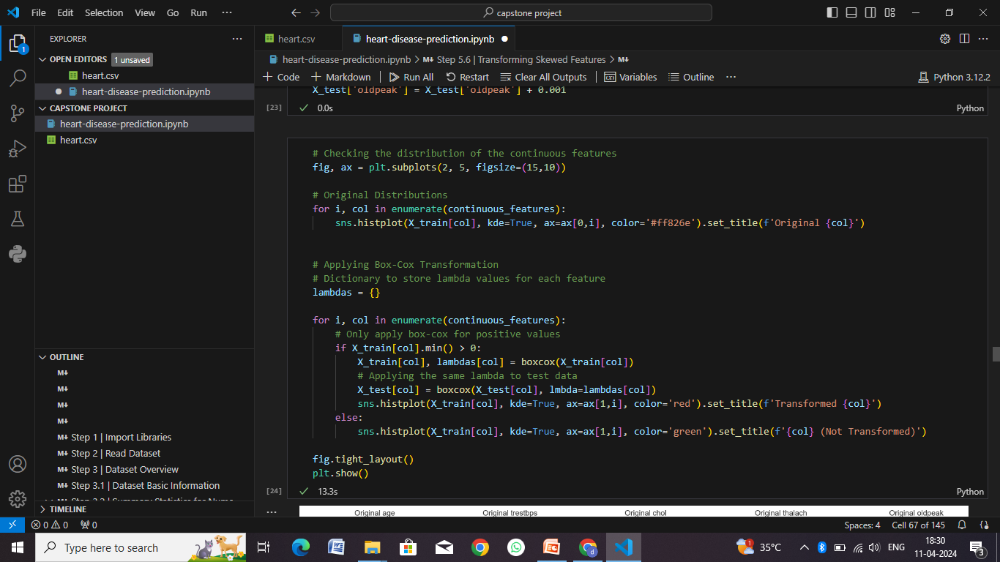 File Edit Selection View Go Run ··· capstone project
EXPLORER ···
OPEN EDITORS 1 unsaved
heart.csv
heart-disease-prediction.ipynb
CAPSTONE PROJECT
heart-disease-prediction.ipynb
heart.csv
OUTLINE
M↓
M↓
M↓
M↓
M↓ Step 1 | Import Libraries
M↓ Step 2 | Read Dataset
M↓ Step 3 | Dataset Overview
M↓ Step 3.1 | Dataset Basic Information
TIMELINE
heart.csv heart-disease-prediction.ipynb
heart-disease-prediction.ipynb > M↓ Step 5.6 | Transforming Skewed Features > M↓
+ Code + Markdown | Run All Restart Clear All Outputs | Variables Outline ··· Python 3.12.2
X_test['oldpeak'] = X_test['oldpeak'] + 0.001
[23] 0.0s Python
# Checking the distribution of the continuous features
fig, ax = plt.subplots(2, 5, figsize=(15,10))
# Original Distributions
for i, col in enumerate(continuous_features):
sns.histplot(X_train[col], kde=True, ax=ax[0,i], color='#ff826e').set_title(f'Original {col}')
# Applying Box-Cox Transformation
# Dictionary to store lambda values for each feature
lambdas = {}
for i, col in enumerate(continuous_features):
# Only apply box-cox for positive values
if X_train[col].min() > 0:
X_train[col], lambdas[col] = boxcox(X_train[col])
# Applying the same lambda to test data
X_test[col] = boxcox(X_test[col], lmbda=lambdas[col])
sns.histplot(X_train[col], kde=True, ax=ax[1,i], color='red').set_title(f'Transformed {col}')
else:
sns.histplot(X_train[col], kde=True, ax=ax[1,i], color='green').set_title(f'{col} (Not Transformed)')
fig.tight_layout()
plt.show()
[24] 13.3s Python
··· Original age Original trestbps Original chol Original thalach Original oldpeak
0 0 0 Spaces: 4 Cell 67 of 145
Type here to search 35°C ENG 18:30
11-04-2024
3
1